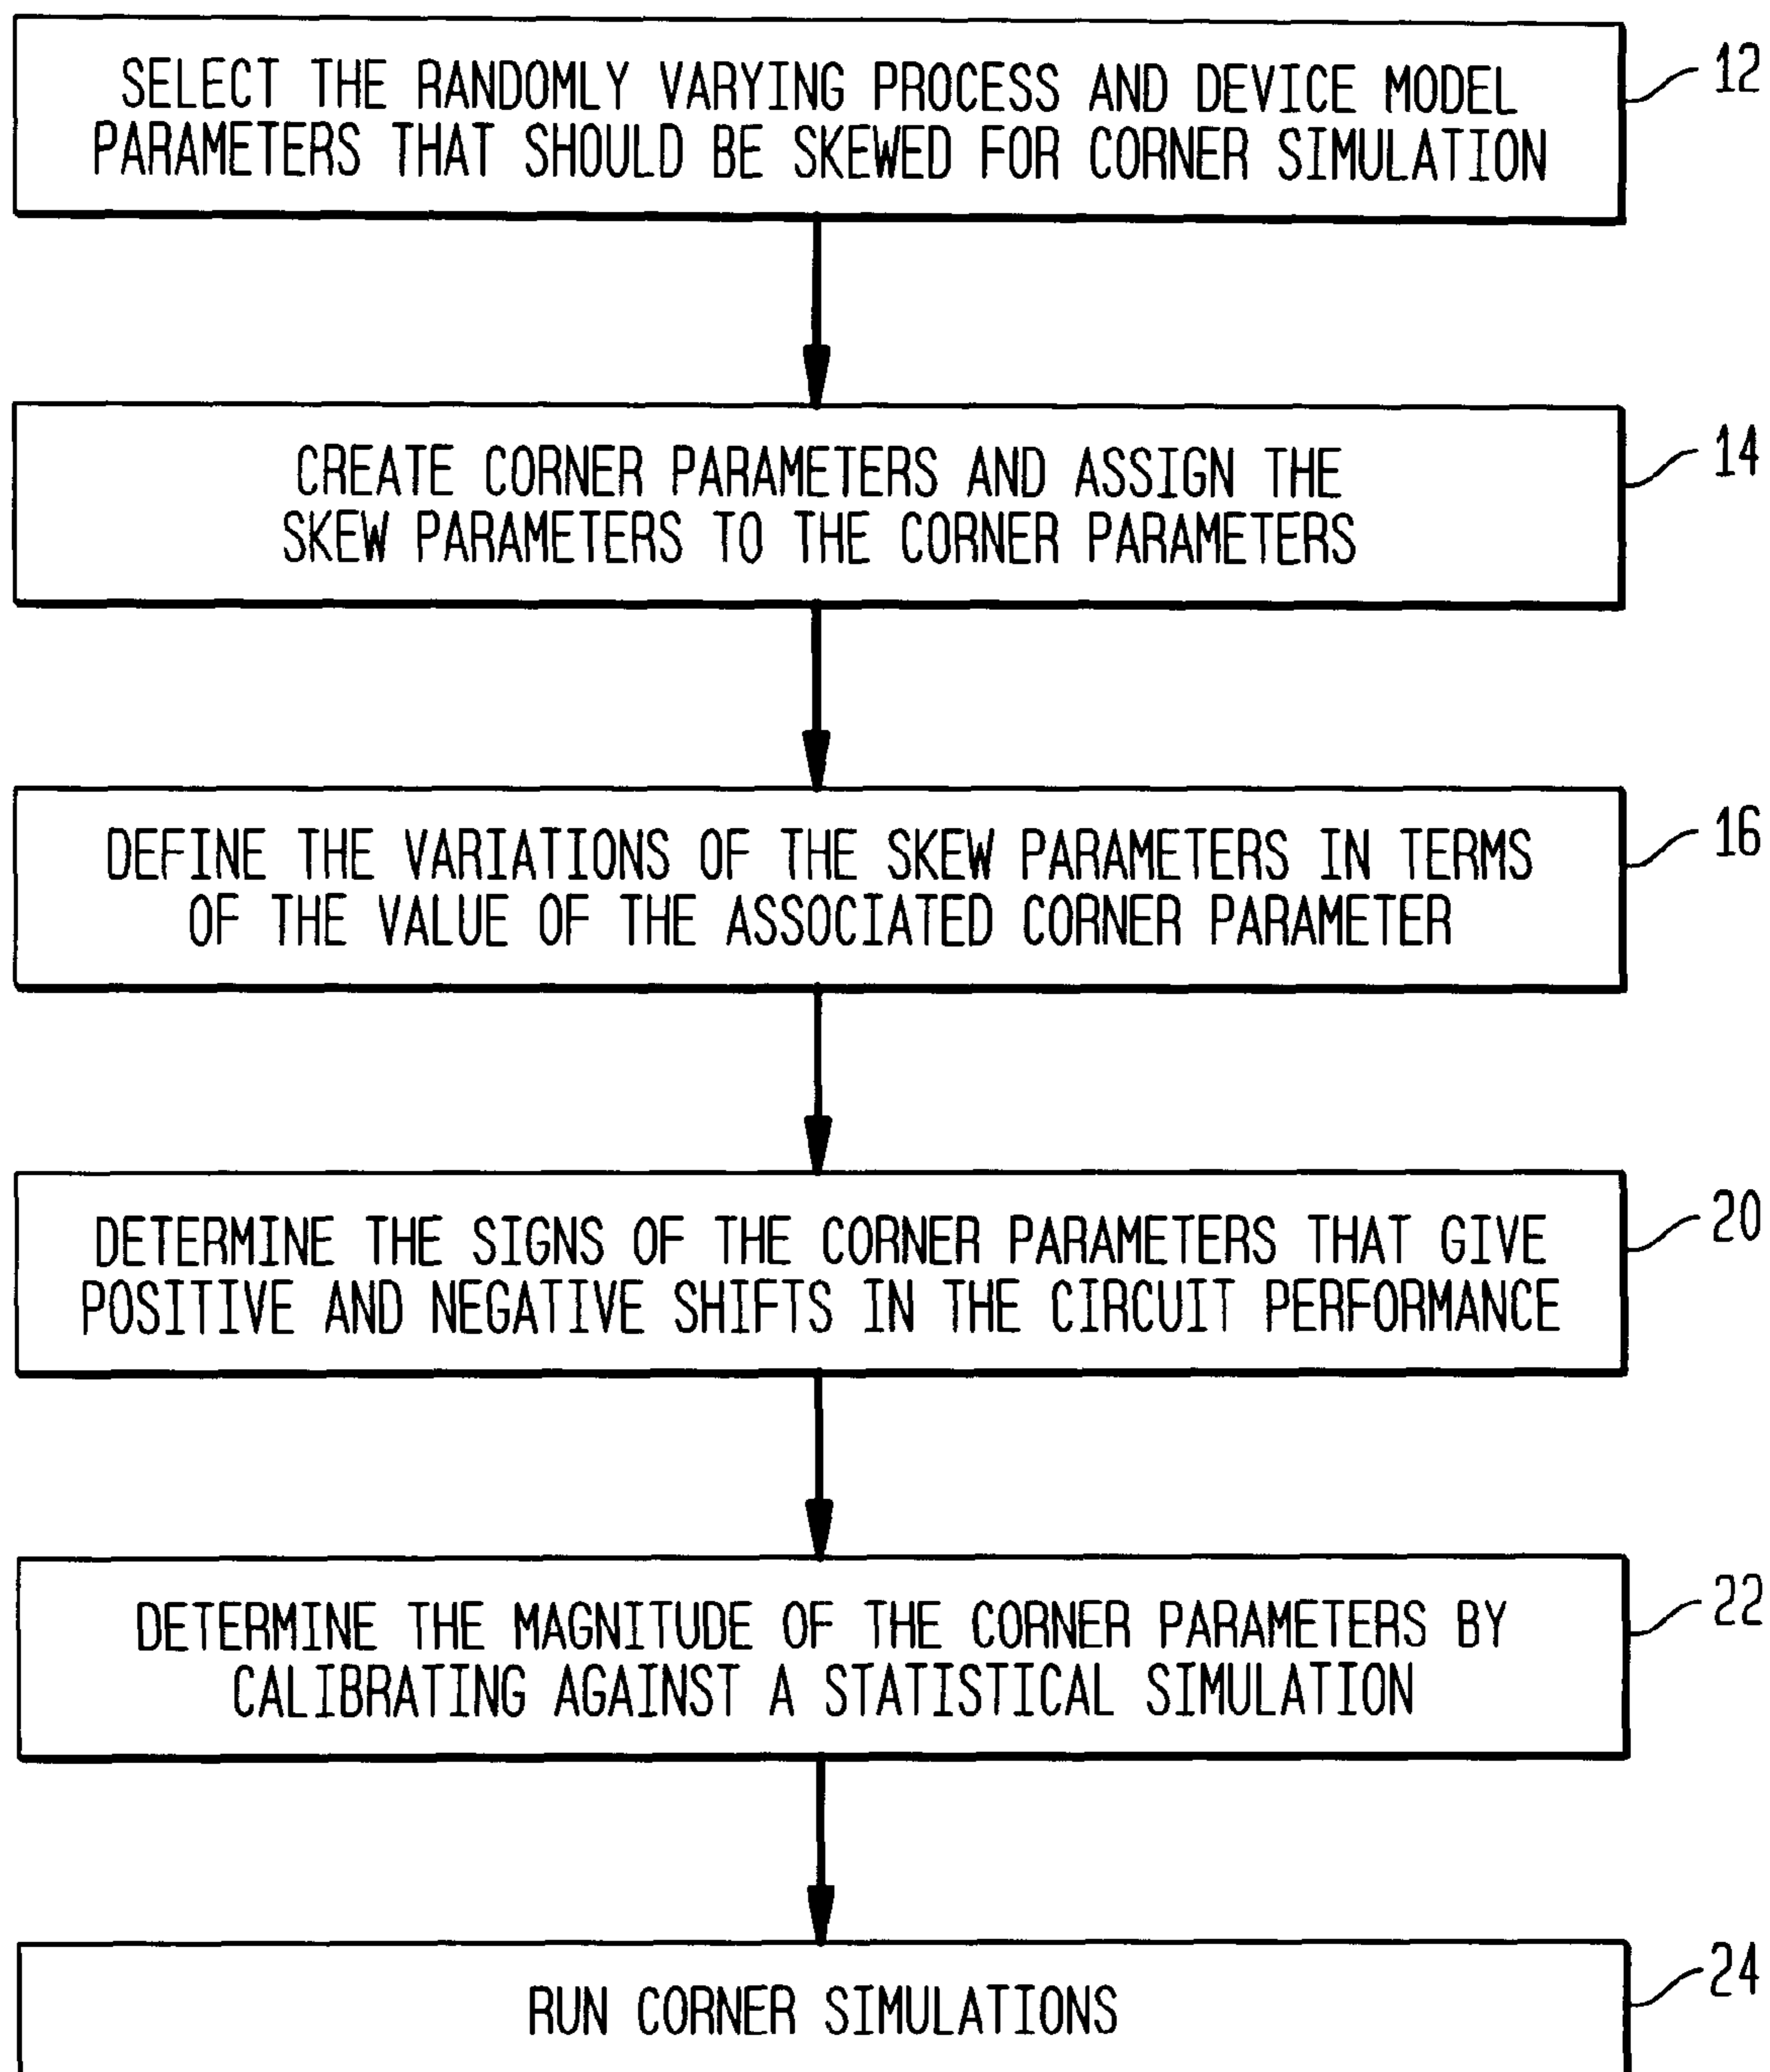 SELECT THE RANDOMLY VARYING PROCESS AND DEVICE MODEL
PARAMETERS THAT SHOULD BE SKEWED FOR CORNER SIMULATION
12
CREATE CORNER PARAMETERS AND ASSIGN THE
SKEW PARAMETERS TO THE CORNER PARAMETERS
14
DEFINE THE VARIATIONS OF THE SKEW PARAMETERS IN TERMS
OF THE VALUE OF THE ASSOCIATED CORNER PARAMETER
16
DETERMINE THE SIGNS OF THE CORNER PARAMETERS THAT GIVE
POSITIVE AND NEGATIVE SHIFTS IN THE CIRCUIT PERFORMANCE
20
DETERMINE THE MAGNITUDE OF THE CORNER PARAMETERS BY
CALIBRATING AGAINST A STATISTICAL SIMULATION
22
RUN CORNER SIMULATIONS
24